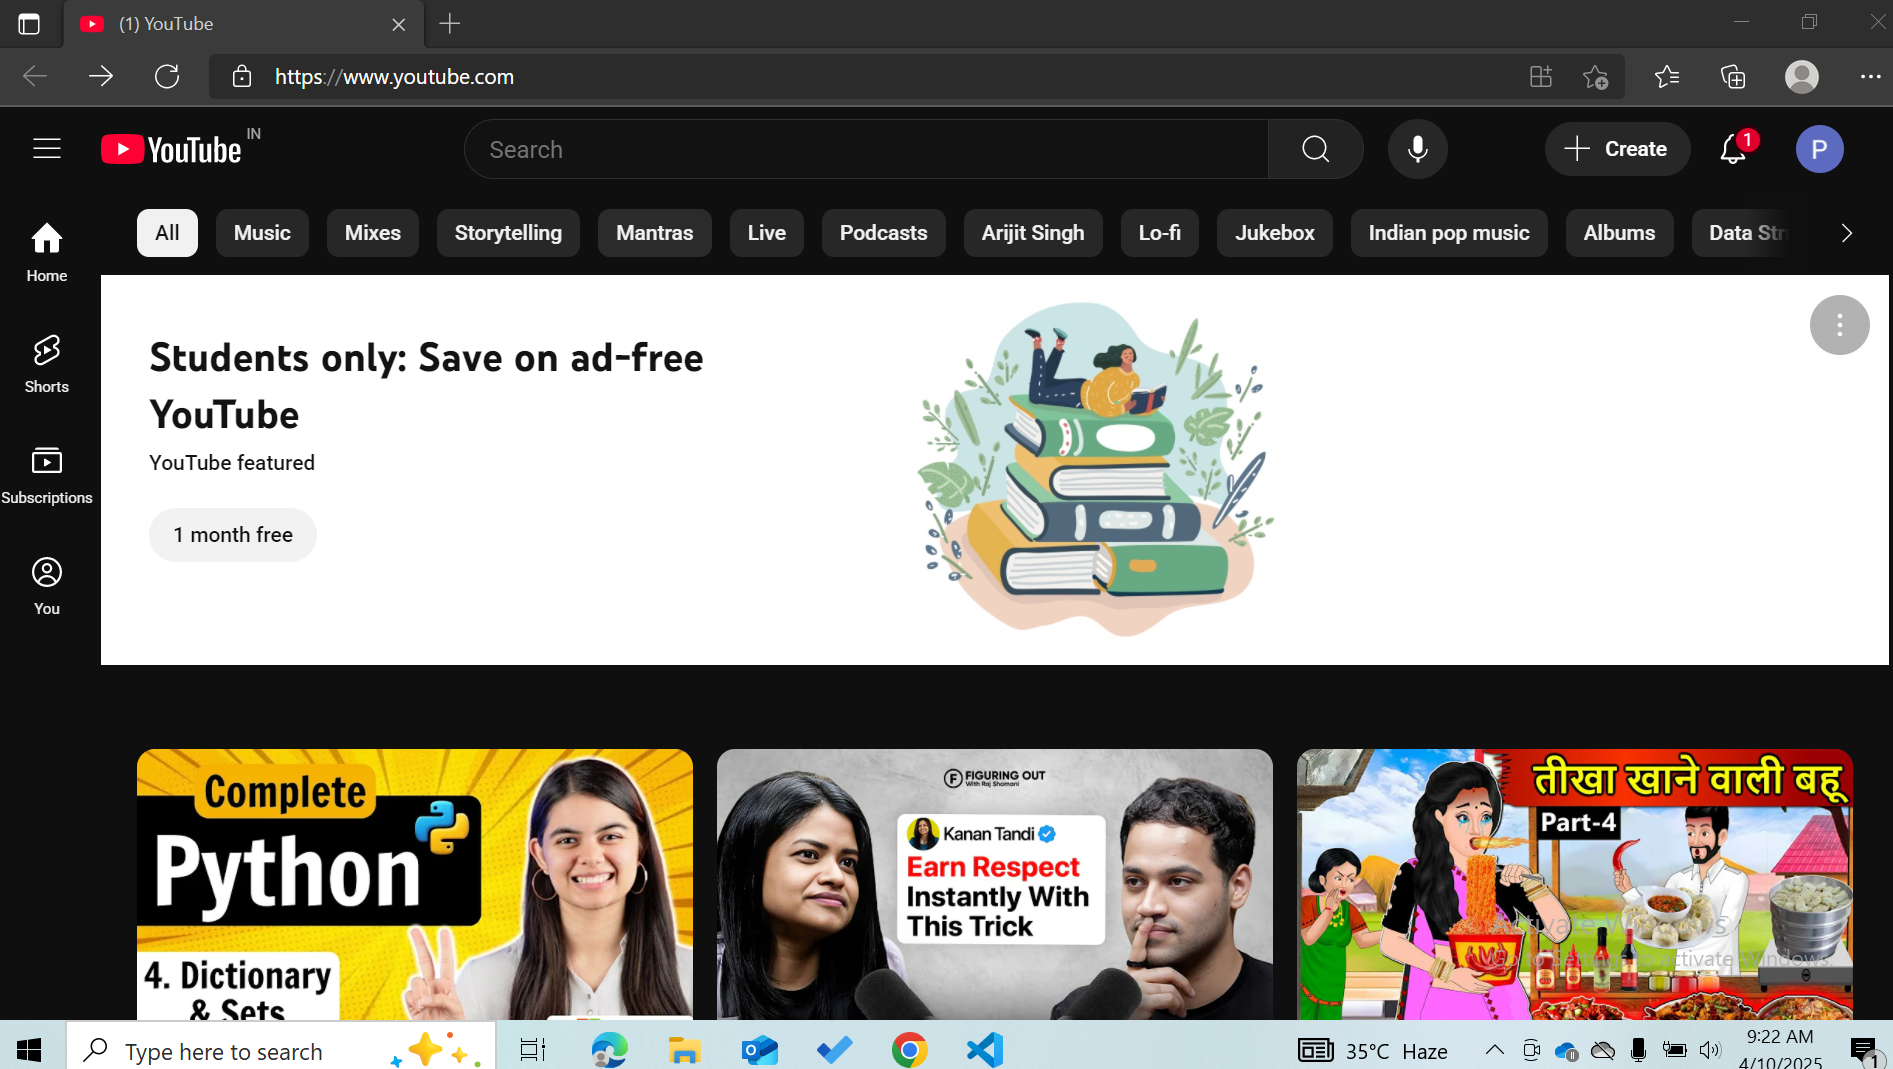 (1) YouTube
https://www.youtube.com
YouTube IN
Search
Create
1
P
All
Music
Mixes
Storytelling
Mantras
Live
Podcasts
Arijit Singh
Lo-fi
Jukebox
Indian pop music
Albums
Data Str
Home
Shorts
Subscriptions
You
Students only: Save on ad-free
YouTube
YouTube featured
1 month free
Complete
Python
4. Dictionary
& Sets
FIGURING OUT
With Raj Shamani
Kanan Tandi
Earn Respect
Instantly With
This Trick
तीखा खाने वाली बहू
Part-4
Activate Windows
Go to Settings to activate Windows.
Type here to search
35°C Haze
9:22 AM
4/10/2025
1